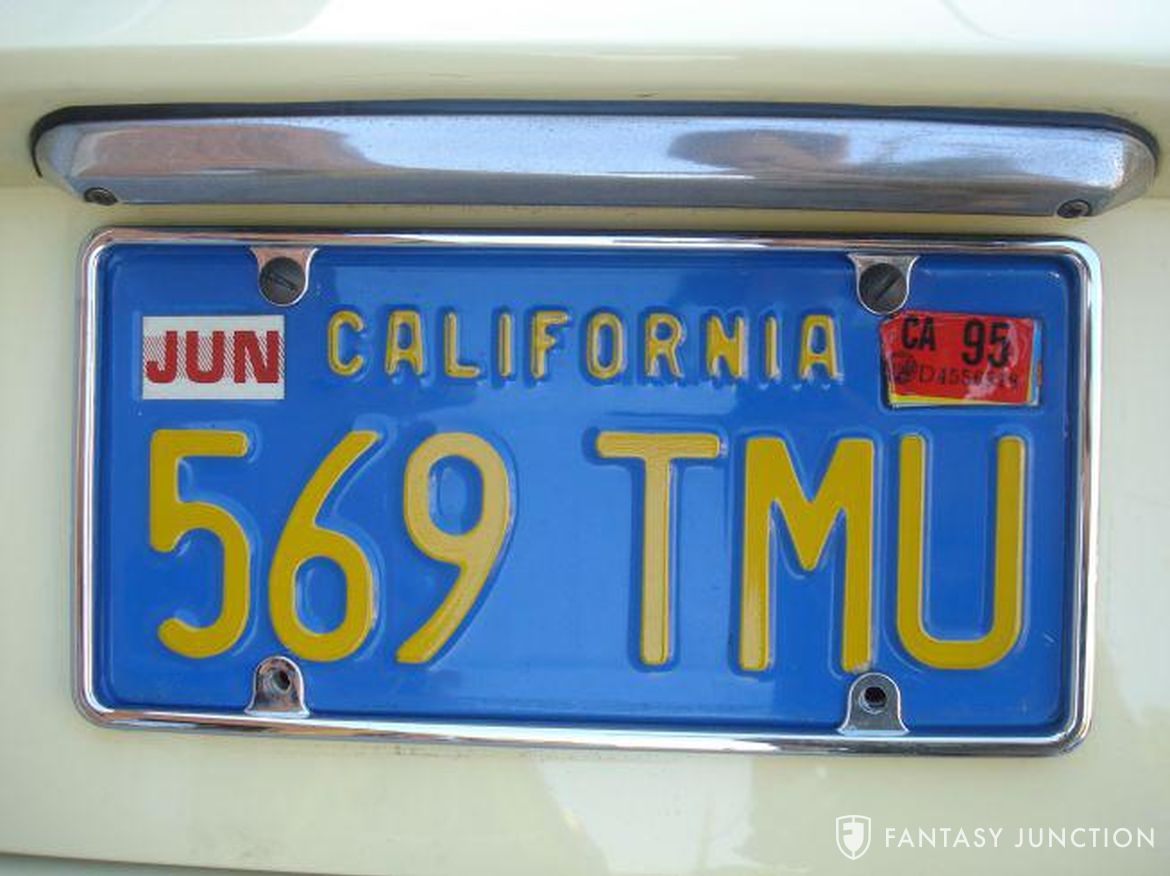 JUN CALIFORNIA CA 95
569 TMU
FANTASY JUNCTION